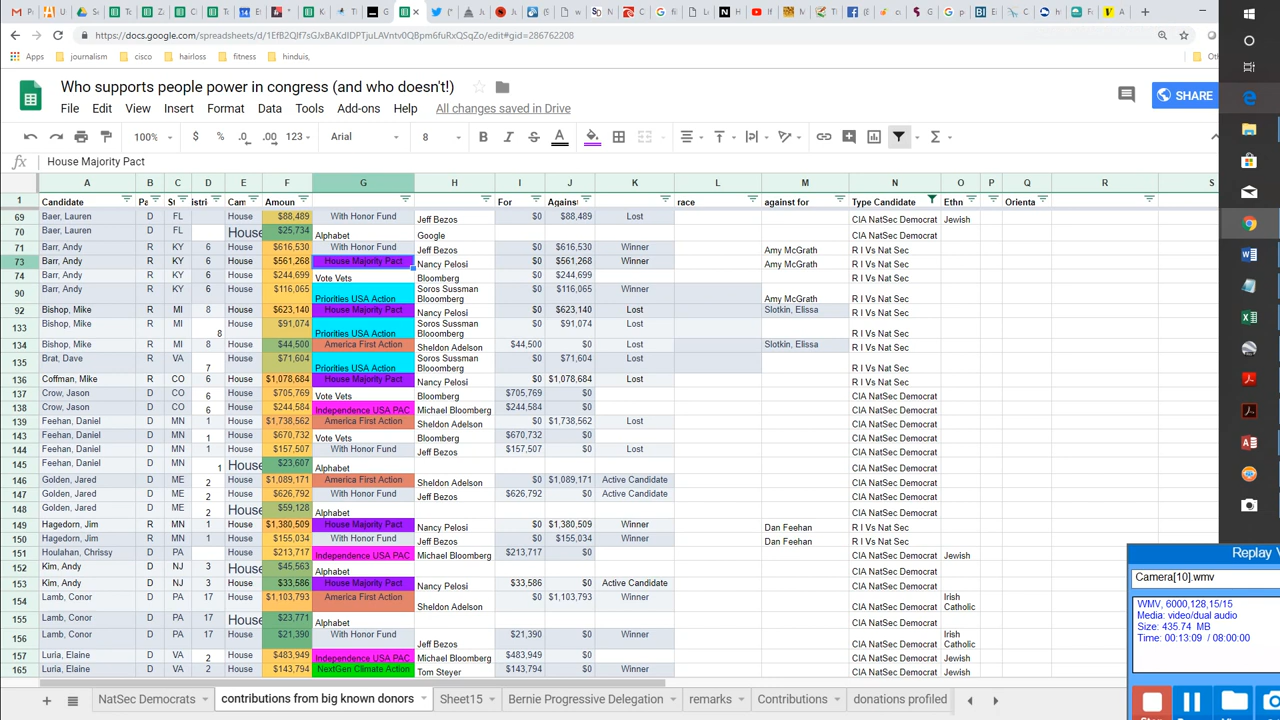 https://docs.google.com/spreadsheets/d/1EfB2QIf7sGJMBAKdIDPTjuLAVntv0QBpm6fuRxQSqZo/edit#gid=286762208
Apps journalism cisco hairloss fitness hinduis,
Who supports people power in congress (and who doesn't!)
File Edit View Insert Format Data Tools Add-ons Help All changes saved in Drive
SHARE
100% $ % .0 .00 123 Arial 8
fx House Majority Pact
A B C D E F G H I J K L M N O P Q R S
1 Candidate Pa St istri Cam Amoun For Agains race against for Type Candidate Ethn Orienta
69 Baer, Lauren D FL House $88,489 With Honor Fund Jeff Bezos $0 $88,489 Lost CIA NatSec Democrat Jewish
70 Baer, Lauren D FL House $25,734 Alphabet Google CIA NatSec Democrat
71 Barr, Andy R KY 6 House $616,530 With Honor Fund Jeff Bezos $0 $616,530 Winner Amy McGrath R I Vs Nat Sec
73 Barr, Andy R KY 6 House $561,268 House Majority Pact Nancy Pelosi $0 $561,268 Winner Amy McGrath R I Vs Nat Sec
74 Barr, Andy R KY 6 House $244,699 Vote Vets Bloomberg $0 $244,699 R I Vs Nat Sec
90 Barr, Andy R KY 6 House $116,065 Priorities USA Action Soros Sussman Blooomberg $0 $116,065 Winner Amy McGrath R I Vs Nat Sec
92 Bishop, Mike R MI 8 House $623,140 House Majority Pact Nancy Pelosi $0 $623,140 Lost Slotkin, Elissa R I Vs Nat Sec
133 Bishop, Mike R MI 8 House $91,074 Priorities USA Action Soros Sussman Blooomberg $0 $91,074 Lost R I Vs Nat Sec
134 Bishop, Mike R MI 8 House $44,500 America First Action Sheldon Adelson $44,500 $0 Lost Slotkin, Elissa R I Vs Nat Sec
135 Brat, Dave R VA 7 House $71,604 Priorities USA Action Soros Sussman Blooomberg $0 $71,604 Lost R I Vs Nat Sec
136 Coffman, Mike R CO 6 House $1,078,684 House Majority Pact Nancy Pelosi $0 $1,078,684 Lost R I Vs Nat Sec
137 Crow, Jason D CO 6 House $705,769 Vote Vets Bloomberg $705,769 $0 CIA NatSec Democrat
138 Crow, Jason D CO 6 House $244,584 Independence USA PAC Michael Bloomberg $244,584 $0 CIA NatSec Democrat
139 Feehan, Daniel D MN 1 House $1,738,562 America First Action Sheldon Adelson $0 $1,738,562 Lost CIA NatSec Democrat
143 Feehan, Daniel D MN 1 House $670,732 Vote Vets Bloomberg $670,732 $0 CIA NatSec Democrat
144 Feehan, Daniel D MN 1 House $157,507 With Honor Fund Jeff Bezos $157,507 $0 Lost CIA NatSec Democrat
145 Feehan, Daniel D MN 1 House $23,607 Alphabet CIA NatSec Democrat
146 Golden, Jared D ME 2 House $1,089,171 America First Action Sheldon Adelson $0 $1,089,171 Active Candidate CIA NatSec Democrat
147 Golden, Jared D ME 2 House $626,792 With Honor Fund Jeff Bezos $626,792 $0 Active Candidate CIA NatSec Democrat
148 Golden, Jared D ME 2 House $59,128 Alphabet CIA NatSec Democrat
149 Hagedorn, Jim R MN 1 House $1,380,509 House Majority Pact Nancy Pelosi $0 $1,380,509 Winner Dan Feehan R I Vs Nat Sec
150 Hagedorn, Jim R MN 1 House $155,034 With Honor Fund Jeff Bezos $0 $155,034 Winner Dan Feehan R I Vs Nat Sec
151 Houlahan, Chrissy D PA House $213,717 Independence USA PAC Michael Bloomberg $213,717 $0 CIA NatSec Democrat Jewish
152 Kim, Andy D NJ 3 House $45,563 Alphabet CIA NatSec Democrat
153 Kim, Andy D NJ 3 House $33,586 House Majority Pact Nancy Pelosi $33,586 $0 Active Candidate CIA NatSec Democrat
154 Lamb, Conor D PA 17 House $1,103,793 America First Action Sheldon Adelson $0 $1,103,793 Winner CIA NatSec Democrat Irish Catholic
155 Lamb, Conor D PA 17 House $23,771 Alphabet CIA NatSec Democrat
156 Lamb, Conor D PA 17 House $21,390 With Honor Fund Jeff Bezos $21,390 $0 Winner CIA NatSec Democrat Irish Catholic
157 Luria, Elaine D VA 2 House $483,949 Independence USA PAC Michael Bloomberg $483,949 $0 CIA NatSec Democrat Jewish
165 Luria, Elaine D VA 2 House $143,794 NextGen Climate Action Tom Steyer $143,794 $0 Winner CIA NatSec Democrat Jewish
NatSec Democrats contributions from big known donors Sheet15 Bernie Progressive Delegation remarks Contributions donations profiled
Replay V
Camera[10].wmv
WMV, 6000,128,15/15
Media: video/dual audio
Size: 435.74 MB
Time: 00:13:09 / 08:00:00